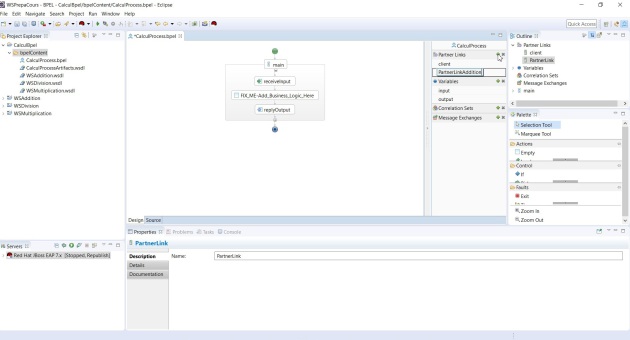 WSPrepaCours - BPEL - CalculBpel/bpelContent/CalculProcess.bpel - Eclipse
File Edit Navigate Search Project Run Window Help
Quick Access
Project Explorer
CalculBpel
bpelContent
CalculProcess.bpel
CalculProcessArtifacts.wsdl
WSAddition.wsdl
WSDivision.wsdl
WSMultiplication.wsdl
WSAddition
WSDivision
WSMultiplication
*CalculProcess.bpel
main
receiveInput
FIX_ME-Add_Business_Logic_Here
replyOutput
CalculProcess
Partner Links
client
PartnerLinkAddition
Variables
input
output
Correlation Sets
Message Exchanges
Design Source
Outline
Partner Links
client
PartnerLink
Variables
Correlation Sets
Message Exchanges
main
Palette
Selection Tool
Marquee Tool
Actions
Empty
Control
If
Faults
Exit
Zoom In
Zoom Out
Servers
Red Hat JBoss EAP 7.x [Stopped, Republish]
Properties Problems Tasks Console
PartnerLink
Description
Details
Documentation
Name: PartnerLink